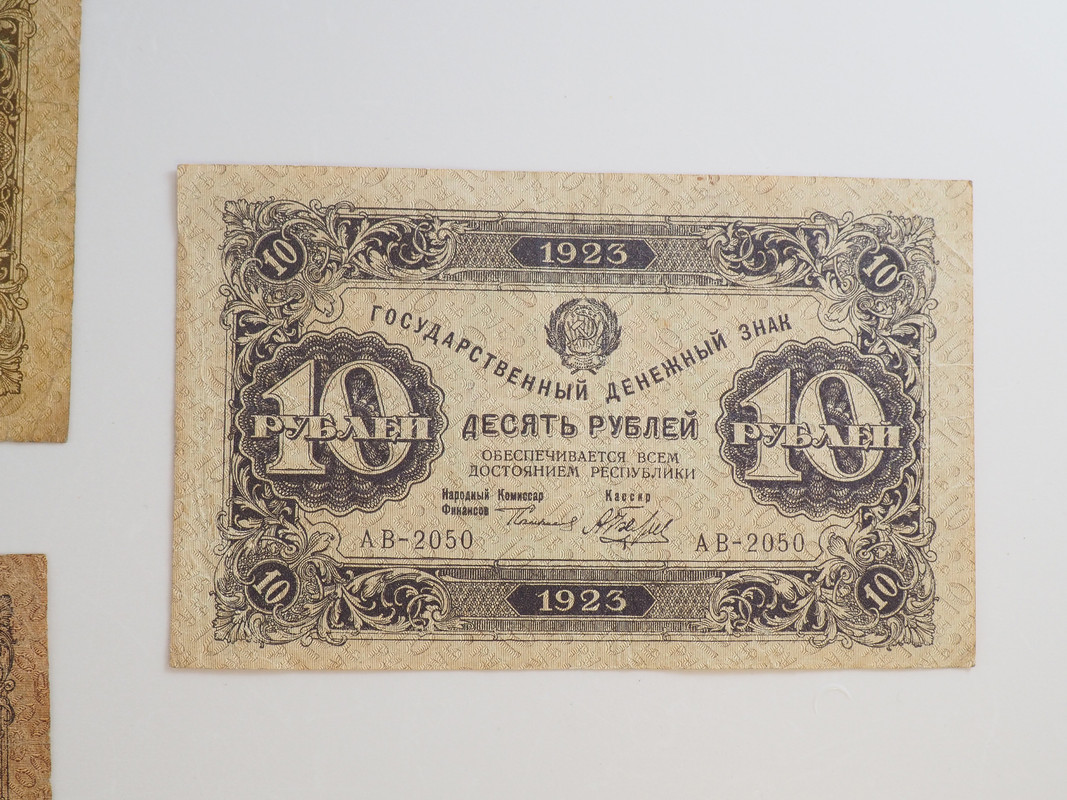 1923
10 10
ГОСУДАРСТВЕННЫЙ ДЕНЕЖНЫЙ ЗНАК
10 10
РУБЛЕЙ РУБЛЕЙ
ДЕСЯТЬ РУБЛЕЙ
ОБЕСПЕЧИВАЕТСЯ ВСЕМ
ДОСТОЯНИЕМ РЕСПУБЛИКИ
Народный Комиссар Кассир
Финансов
АВ-2050 АВ-2050
10 10
1923